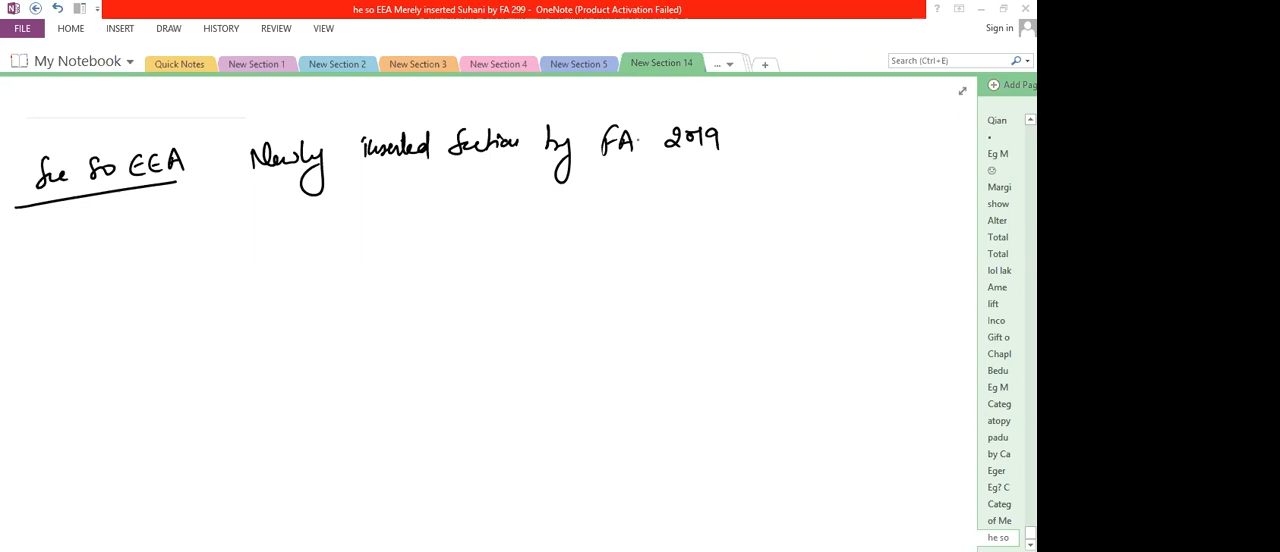 he so EEA Merely inserted Suhani by FA 299 - OneNote (Product Activation Failed)
FILE HOME INSERT DRAW HISTORY REVIEW VIEW Sign in
My Notebook Quick Notes New Section 1 New Section 2 New Section 3 New Section 4 New Section 5 New Section 14 ... Search (Ctrl+E)
Add Pag
Sec 80 EEA Newly inserted Section by FA. 2019
Qian
•
Eg M
☺
Margi
show
Alter
Total
Total
lol lak
Ame
lift
Inco
Gift o
Chapl
Bedu
Eg M
Categ
atopy
padu
by Ca
Eger
Eg? C
Categ
of Me
he so